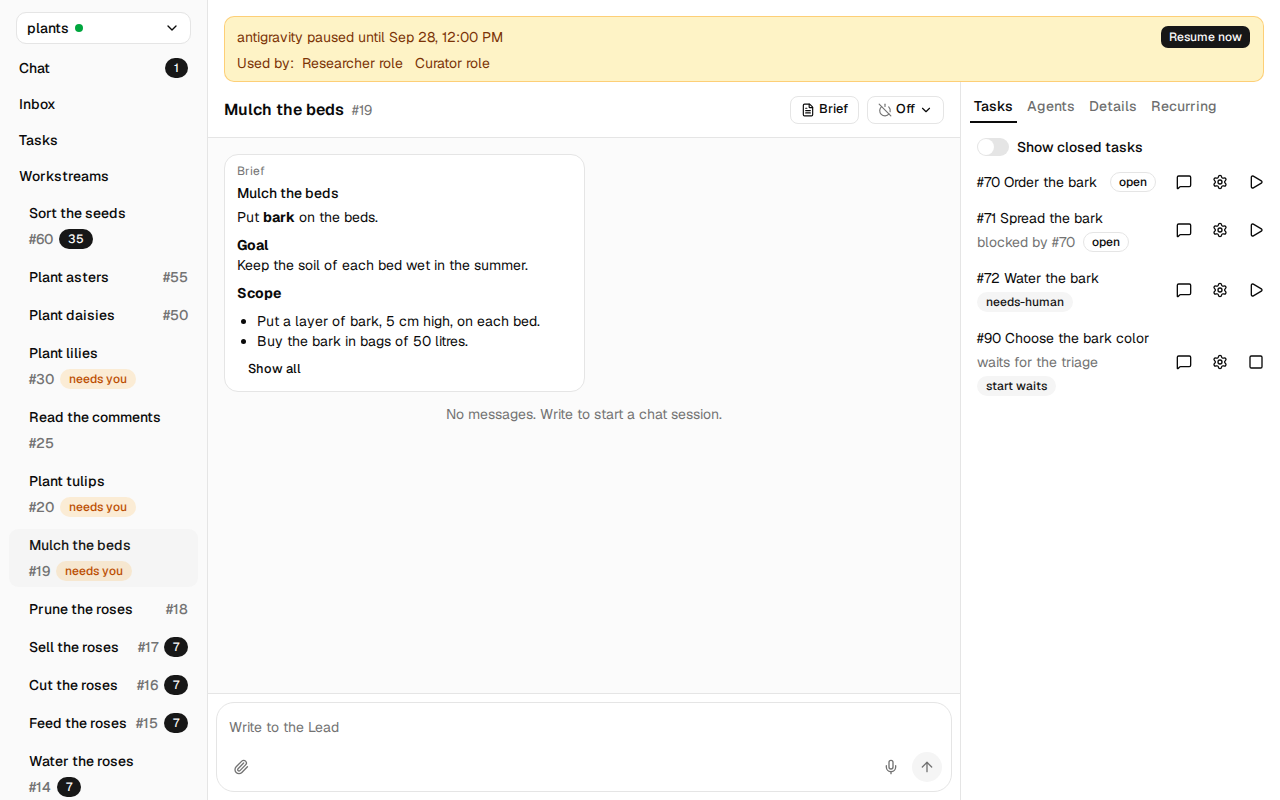 plants
Chat 1
Inbox
Tasks
Workstreams
Sort the seeds
#60 35
Plant asters #55
Plant daisies #50
Plant lilies
#30 needs you
Read the comments
#25
Plant tulips
#20 needs you
Mulch the beds
#19 needs you
Prune the roses #18
Sell the roses #17 7
Cut the roses #16 7
Feed the roses #15 7
Water the roses
#14 7
antigravity paused until Sep 28, 12:00 PM
Resume now
Used by: Researcher role Curator role
Mulch the beds #19
Brief
Off
Brief
Mulch the beds
Put bark on the beds.
Goal
Keep the soil of each bed wet in the summer.
Scope
• Put a layer of bark, 5 cm high, on each bed.
• Buy the bark in bags of 50 litres.
Show all
No messages. Write to start a chat session.
Write to the Lead
Tasks Agents Details Recurring
Show closed tasks
#70 Order the bark open
#71 Spread the bark
blocked by #70 open
#72 Water the bark
needs-human
#90 Choose the bark color
waits for the triage
start waits